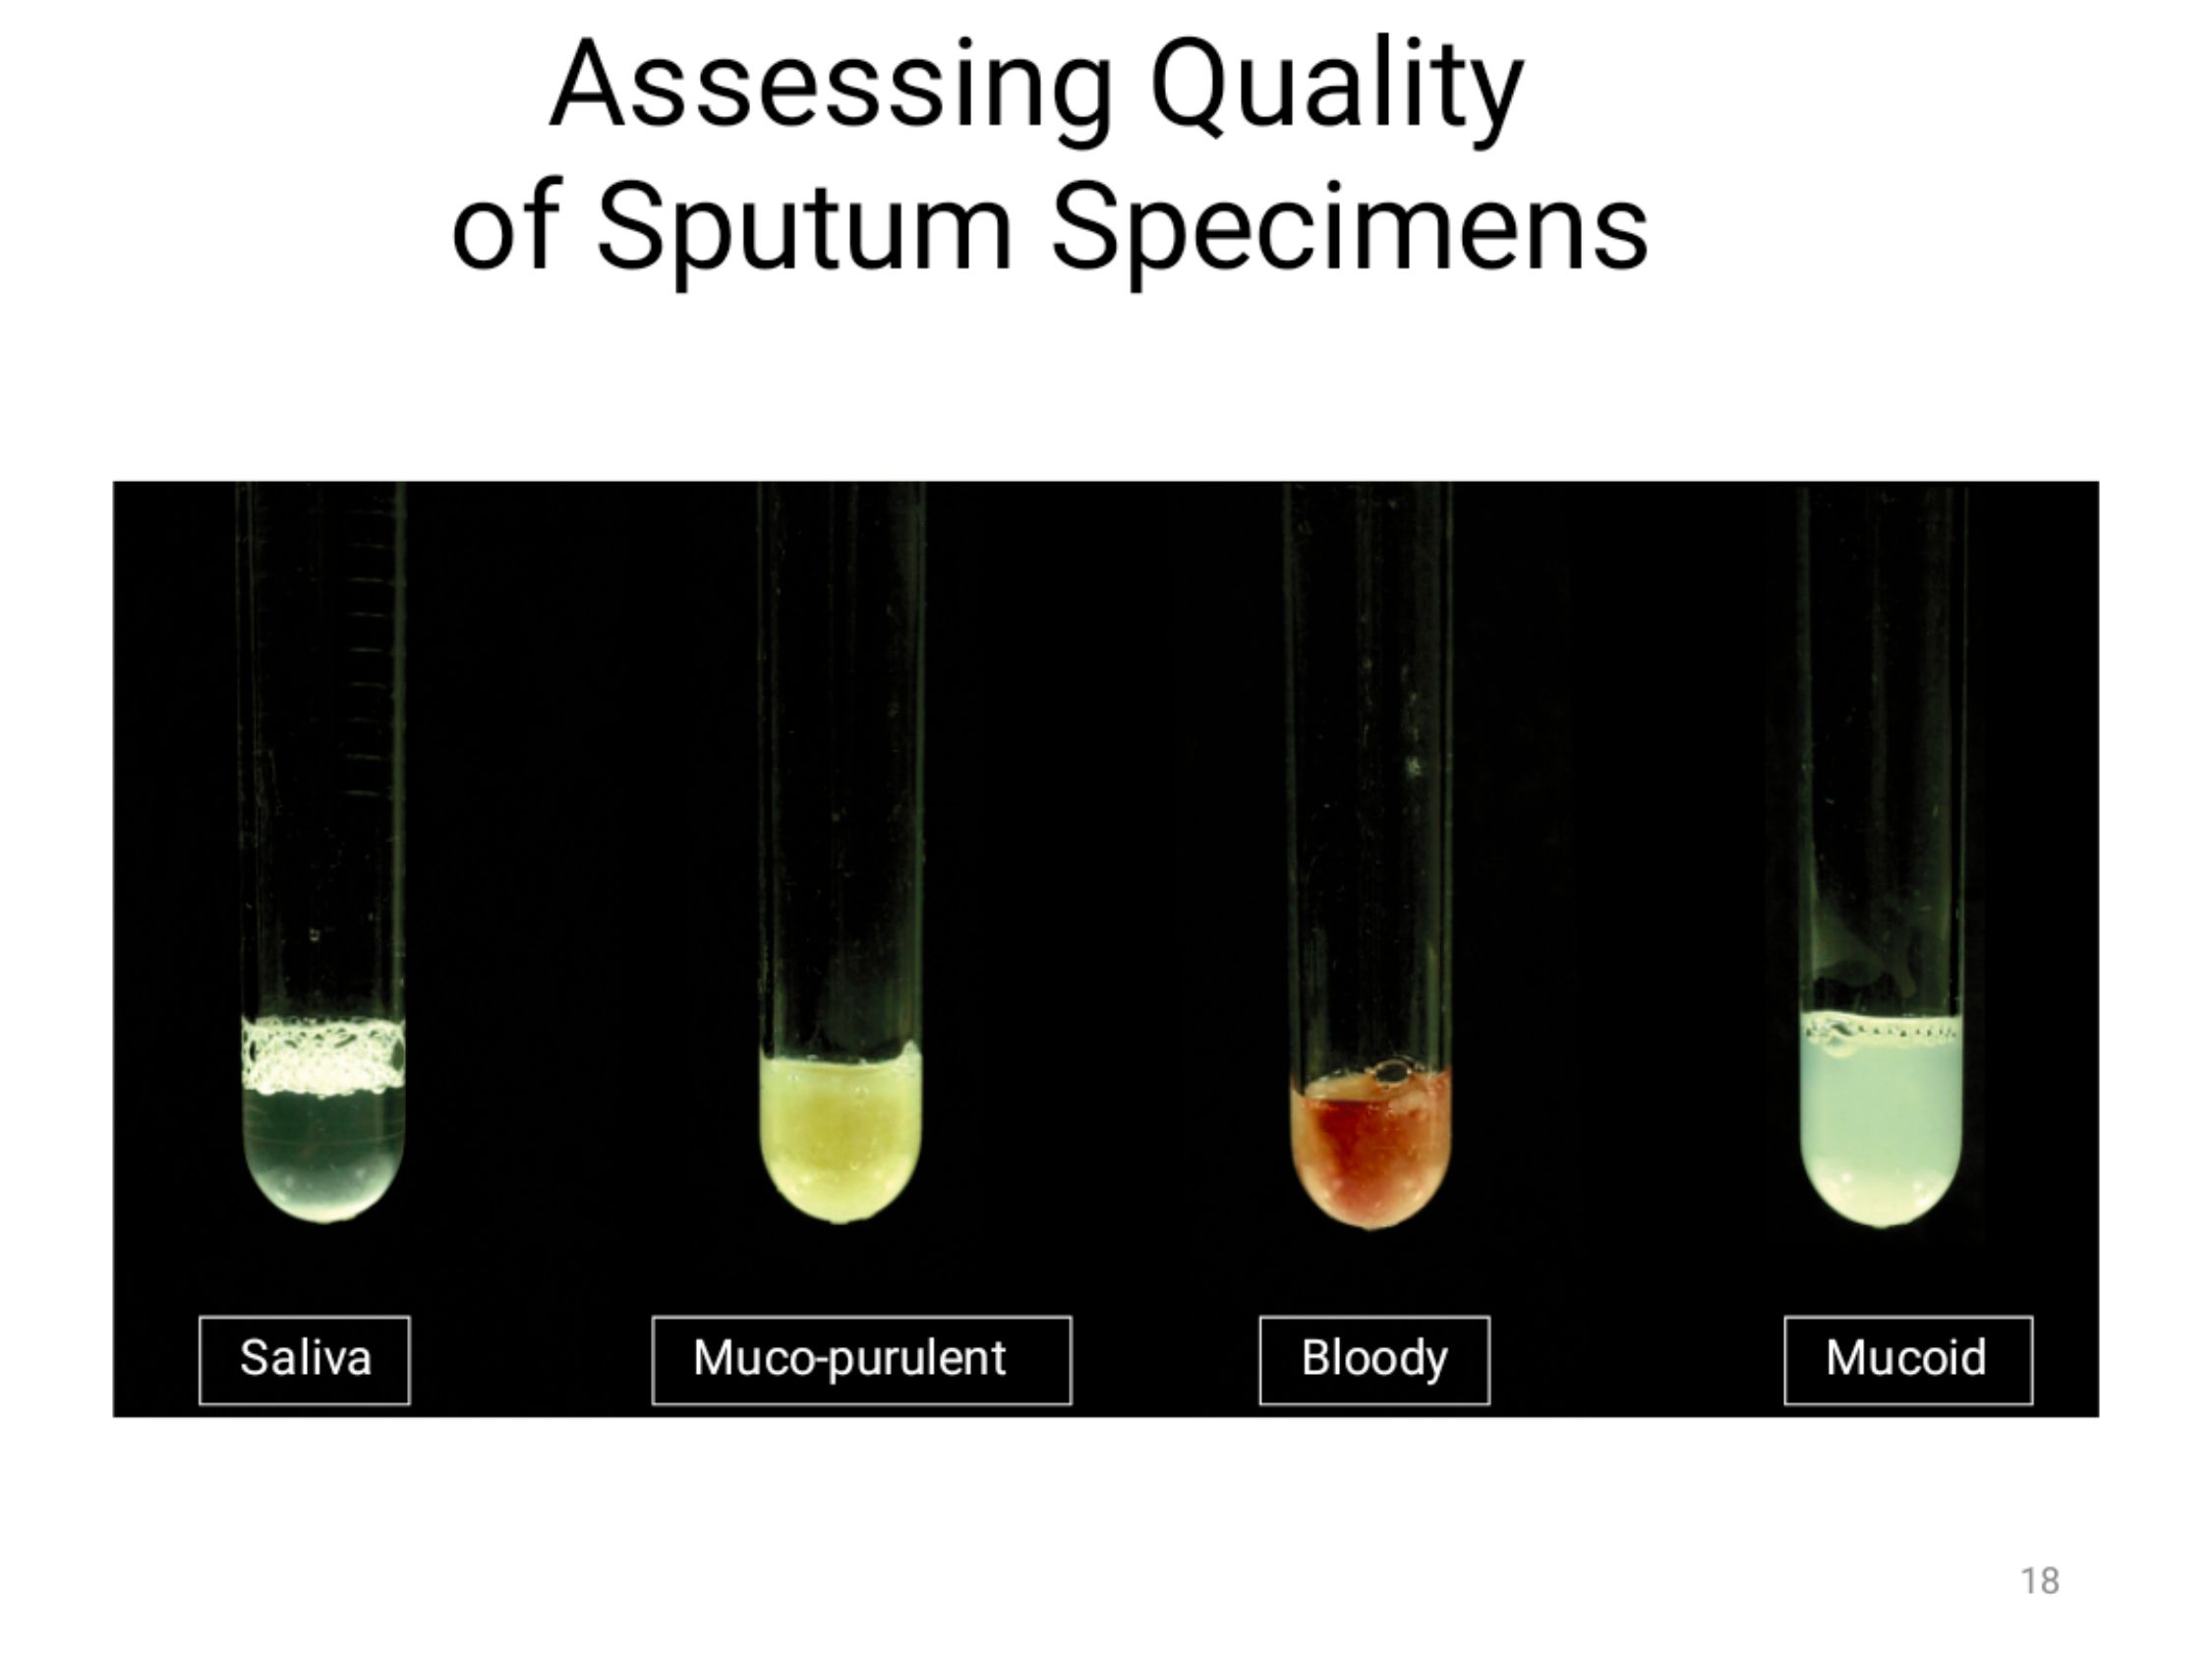 Assessing Quality
of Sputum Specimens
Saliva
Muco-purulent
Bloody
Mucoid
18